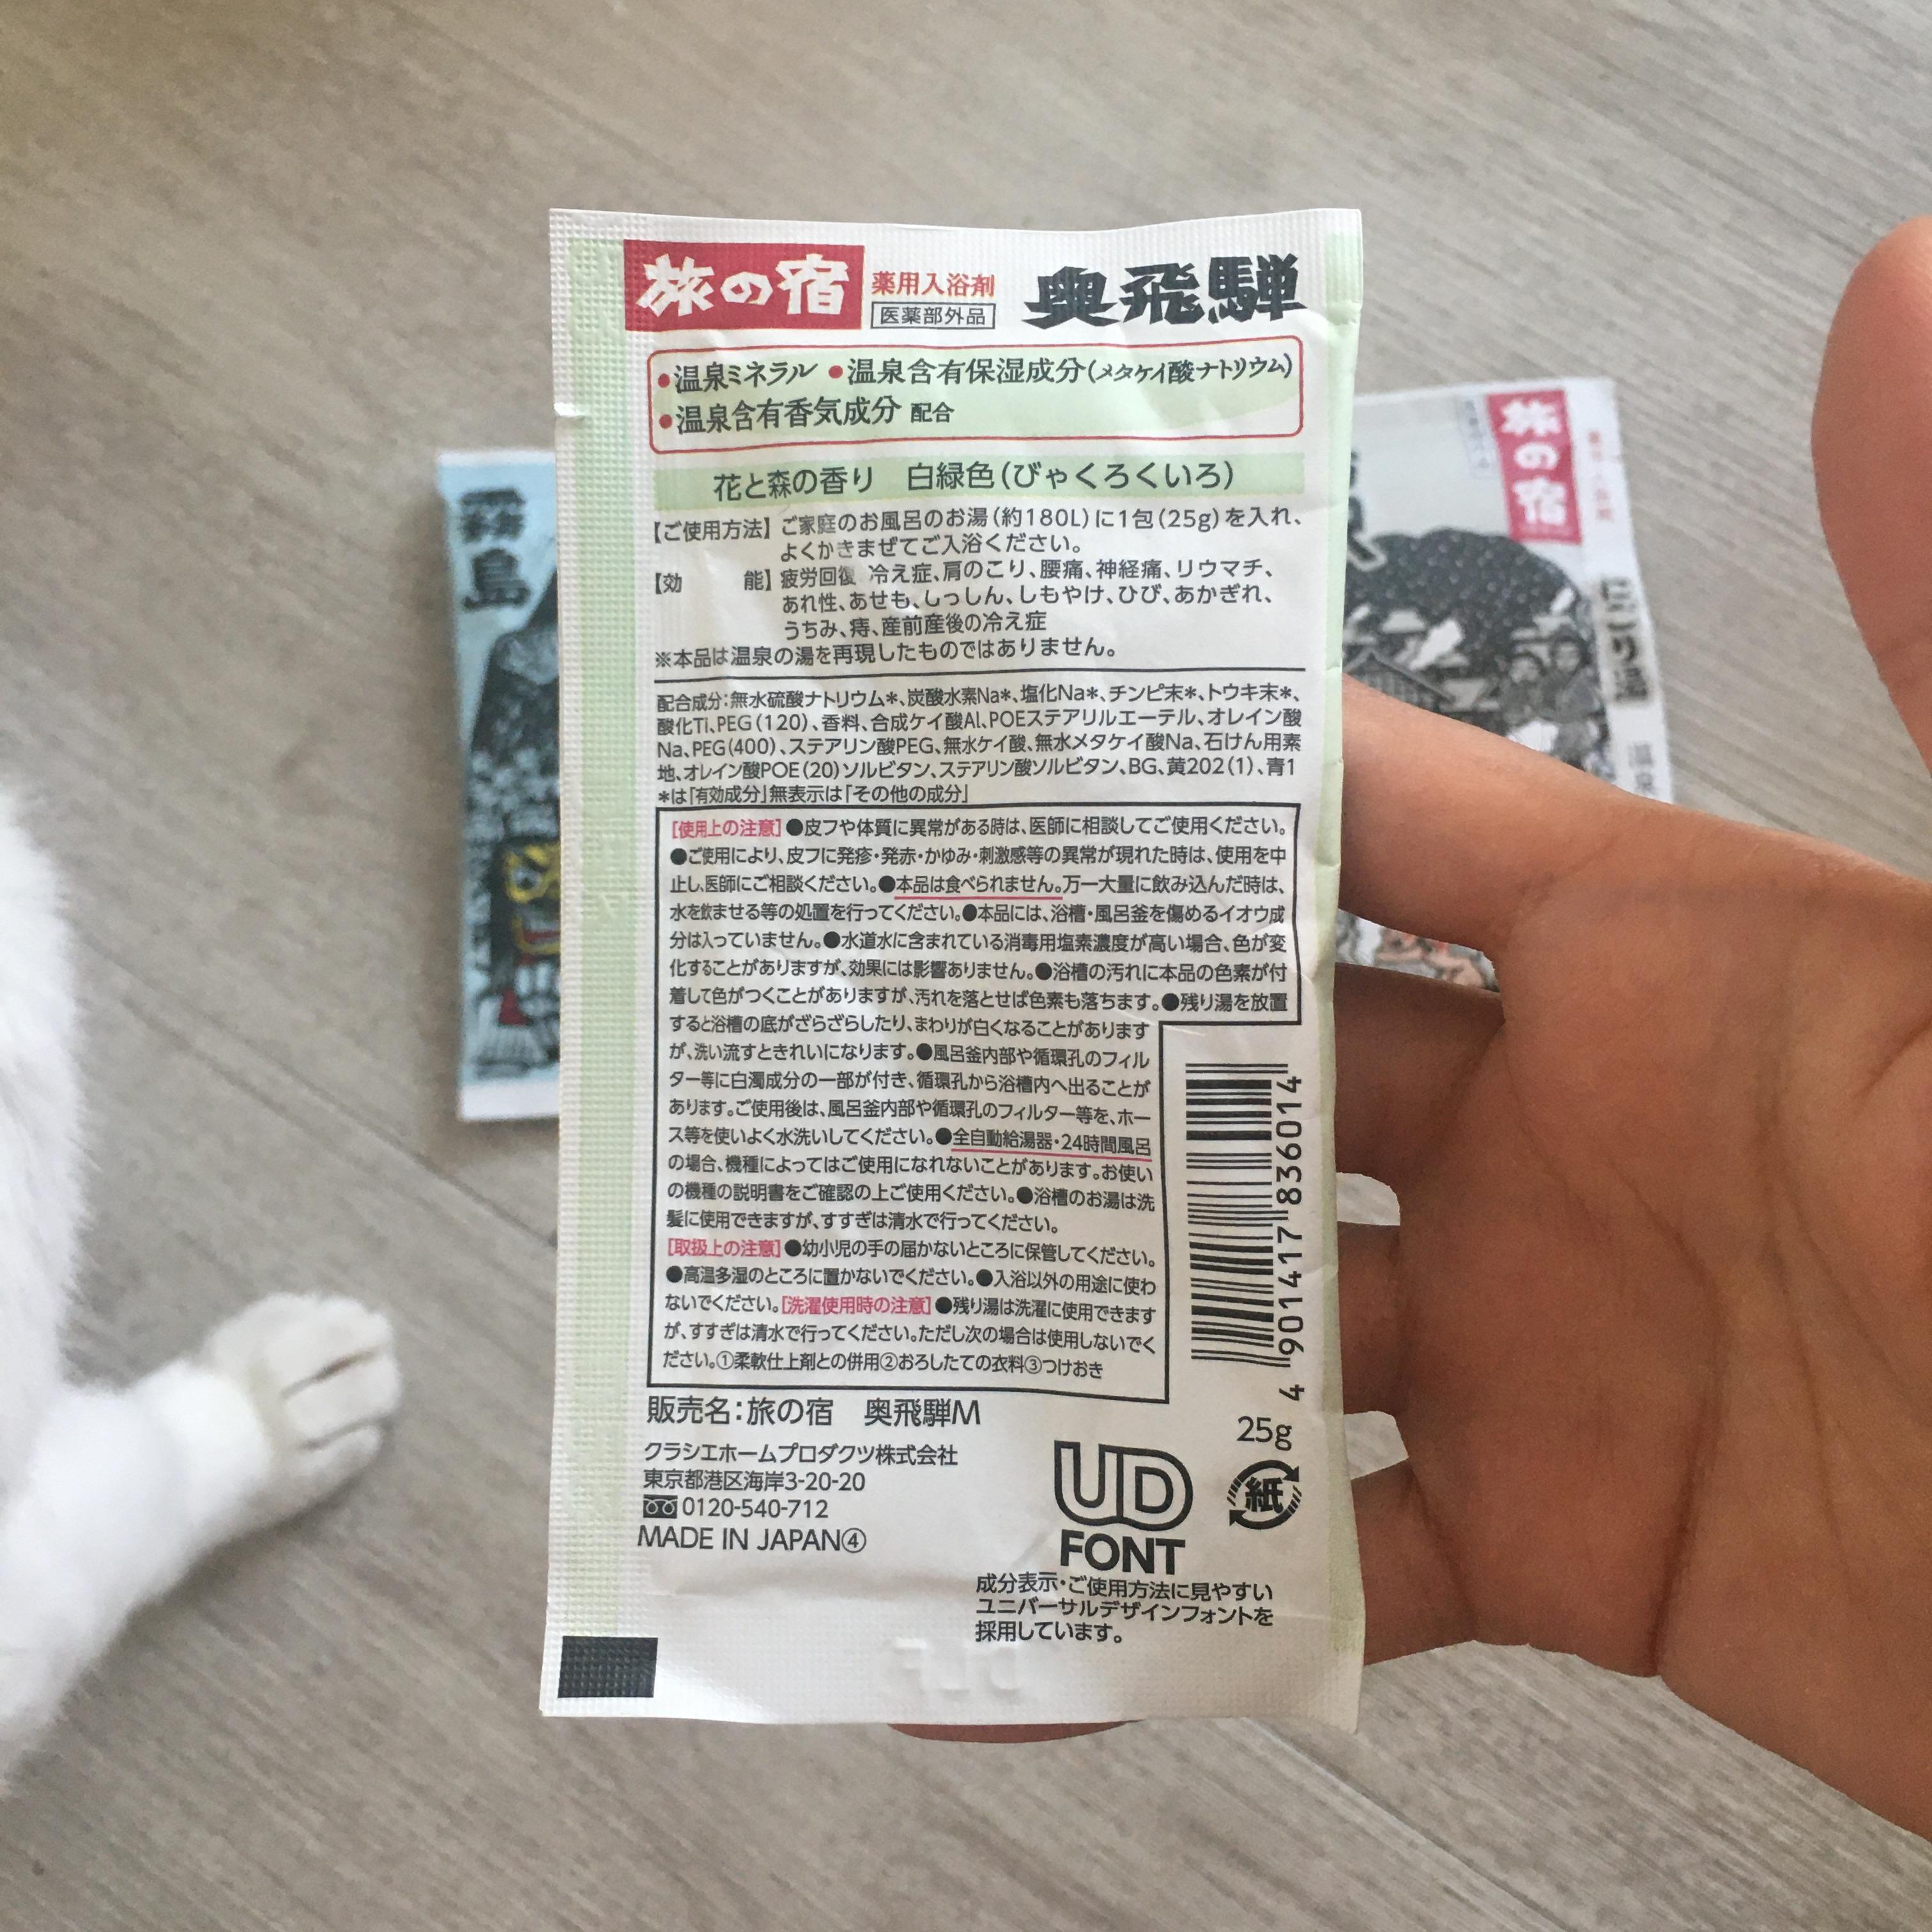 旅の宿 薬用入浴剤 奥飛騨
医薬部外品
●温泉ミネラル ●温泉含有保湿成分(メタケイ酸ナトリウム)
●温泉含有香気成分 配合
花と森の香り 白緑色(びゃくろくいろ)
【ご使用方法】ご家庭のお風呂のお湯(約180L)に1包(25g)を入れ、
よくかきまぜてご入浴ください。
【効 能】疲労回復 冷え症、肩のこり、腰痛、神経痛、リウマチ、
あれ性、あせも、しっしん、しもやけ、ひび、あかぎれ、
うちみ、痔、産前産後の冷え症
※本品は温泉の湯を再現したものではありません。
配合成分:無水硫酸ナトリウム*、炭酸水素Na*、塩化Na*、チンピ末*、トウキ末*、
酸化Ti、PEG(120)、香料、合成ケイ酸Al、POEステアリルエーテル、オレイン酸
Na、PEG(400)、ステアリン酸PEG、無水ケイ酸、無水メタケイ酸Na、石けん用素
地、オレイン酸POE(20)ソルビタン、ステアリン酸ソルビタン、BG、黄202(1)、青1
*は「有効成分」無表示は「その他の成分」
[使用上の注意]●皮フや体質に異常がある時は、医師に相談してご使用ください。
●ご使用により、皮フに発疹・発赤・かゆみ・刺激感等の異常が現れた時は、使用を中
止し、医師にご相談ください。●本品は食べられません。万一大量に飲み込んだ時は、
水を飲ませる等の処置を行ってください。●本品には、浴槽・風呂釜を傷めるイオウ成
分は入っていません。●水道水に含まれている消毒用塩素濃度が高い場合、色が変
化することがありますが、効果には影響ありません。●浴槽の汚れに本品の色素が付
着して色がつくことがありますが、汚れを落とせば色素も落ちます。●残り湯を放置
すると浴槽の底がざらざらしたり、まわりが白くなることがあります
が、洗い流すときれいになります。●風呂釜内部や循環孔のフィル
ター等に白濁成分の一部が付き、循環孔から浴槽内へ出ることが
あります。ご使用後は、風呂釜内部や循環孔のフィルター等を、ホー
ス等を使いよく水洗いしてください。●全自動給湯器・24時間風呂
の場合、機種によってはご使用になれないことがあります。お使い
の機種の説明書をご確認の上ご使用ください。●浴槽のお湯は洗
髪に使用できますが、すすぎは清水で行ってください。
[取扱上の注意]●幼小児の手の届かないところに保管してください。
●高温多湿のところに置かないでください。●入浴以外の用途に使わ
ないでください。[洗濯使用時の注意]●残り湯は洗濯に使用できます
が、すすぎは清水で行ってください。ただし次の場合は使用しないでく
ださい。①柔軟仕上剤との併用②おろしたての衣料③つけおき
4 901417 836014
販売名:旅の宿 奥飛騨M
クラシエホームプロダクツ株式会社
東京都港区海岸3-20-20
0120-540-712
MADE IN JAPAN④
25g
紙
UD
FONT
成分表示・ご使用方法に見やすい
ユニバーサルデザインフォントを
採用しています。
霧島
旅の宿
にごり湯
温泉